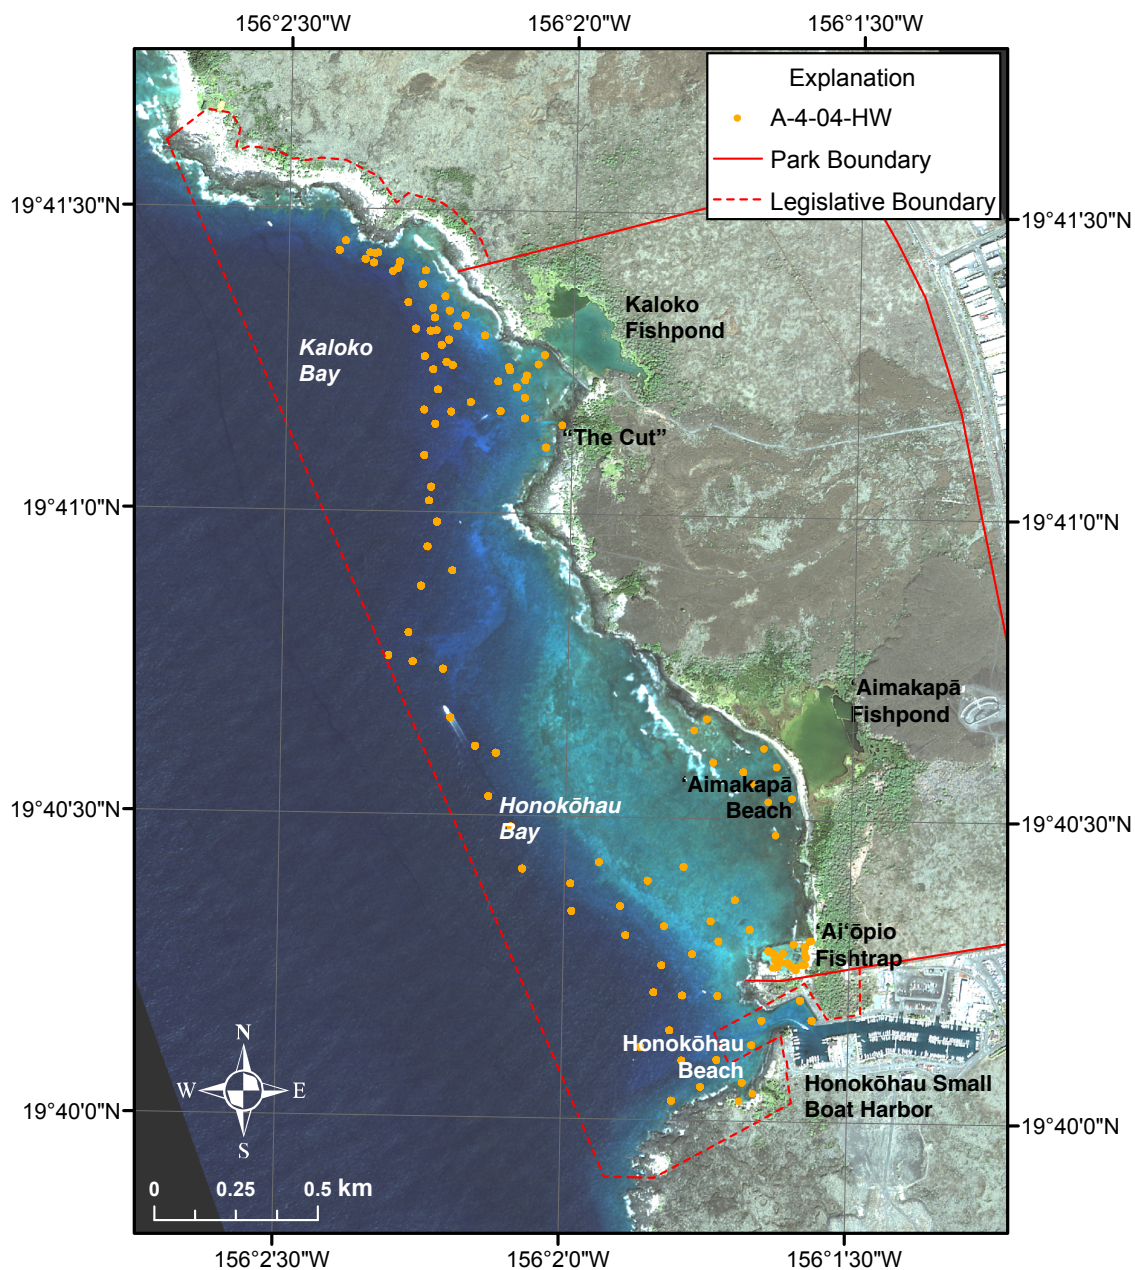 156°2'30"W
156°2'0"W
156°1'30"W
Explanation
A-4-04-HW
Park Boundary
Legislative Boundary
19°41'30"N
19°41'30"N
Kaloko
Fishpond
Kaloko
Bay
“The Cut”
19°41'0"N
19°41'0"N
ʻAimakapā
Fishpond
ʻAimakapā
Beach
Honokōhau
Bay
19°40'30"N
19°40'30"N
ʻAiʻōpio
Fishtrap
Honokōhau
Beach
Honokōhau Small
Boat Harbor
N
W
E
S
19°40'0"N
19°40'0"N
0 0.25 0.5 km
156°2'30"W
156°2'0"W
156°1'30"W